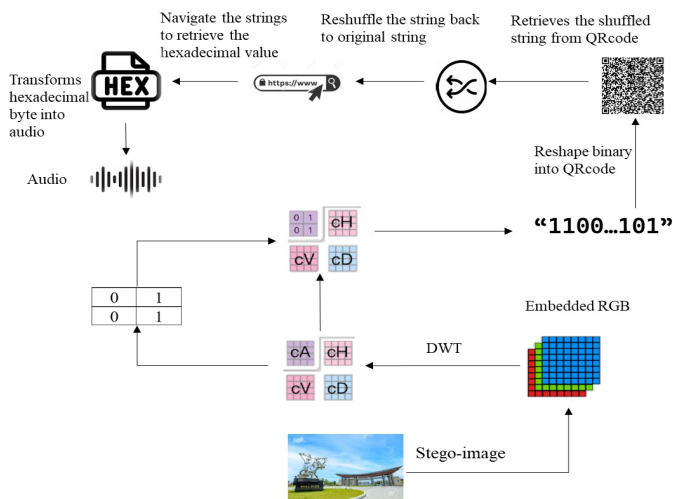 Navigate the strings
to retrieve the
hexadecimal value
Reshuffle the string back
to original string
Retrieves the shuffled
string from QRcode
Transforms
hexadecimal
byte into
audio
HEX
https://www
Audio
Reshape binary
into QRcode
“1100…101”
0 1
0 1
cH
cV cD
0 1
0 1
Embedded RGB
DWT
cA cH
cV cD
Stego-image